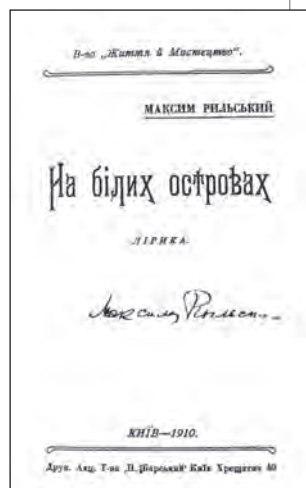 В-во „Життя й Мистецтво“.
МАКСИМ РИЛЬСЬКИЙ
На білих островах
ЛІРИКА.
Максим Рильськ
КИЇВ—1910.
Друк. Акц. Т-ва „П. Барський“ Київ Хрещатик 40